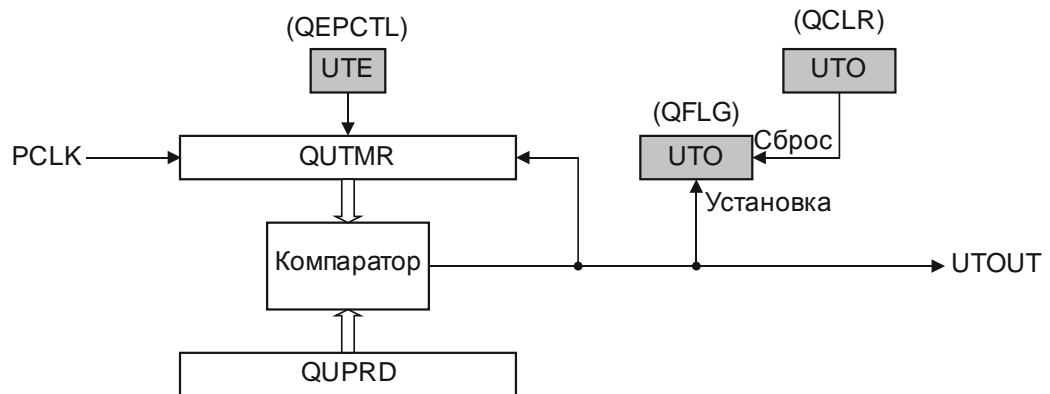 (QEPCTL)
(QCLR)
UTE
UTO
(QFLG)
PCLK
QUTMR
UTO
Сброс
Установка
Компаратор
UTOUT
QUPRD